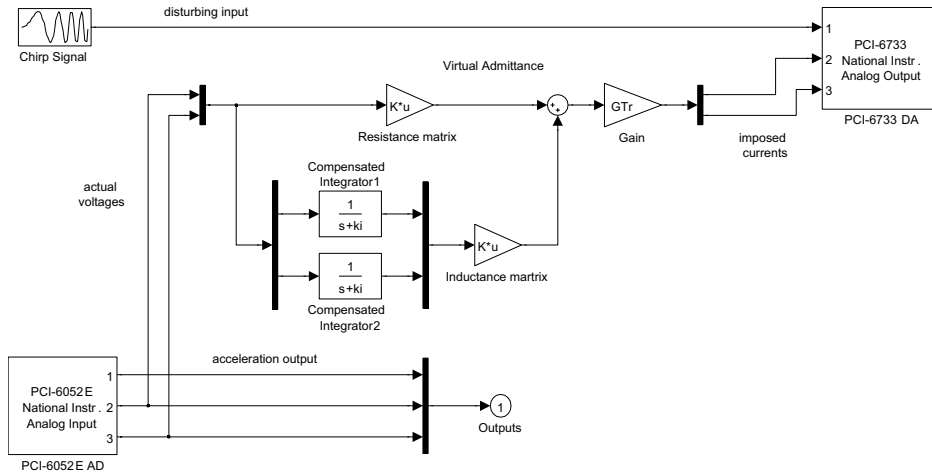 disturbing input
Chirp Signal
1
2
3
PCI-6733
National Instr .
Analog Output
PCI-6733 DA
Virtual Admittance
K*u
Resistance matrix
+
+
GTr
Gain
imposed
currents
actual
voltages
Compensated
Integrator1
1
s+ki
1
s+ki
Compensated
Integrator2
K*u
Inductance martrix
acceleration output
PCI-6052E
National Instr .
Analog Input
1
2
3
PCI-6052E AD
1
Outputs